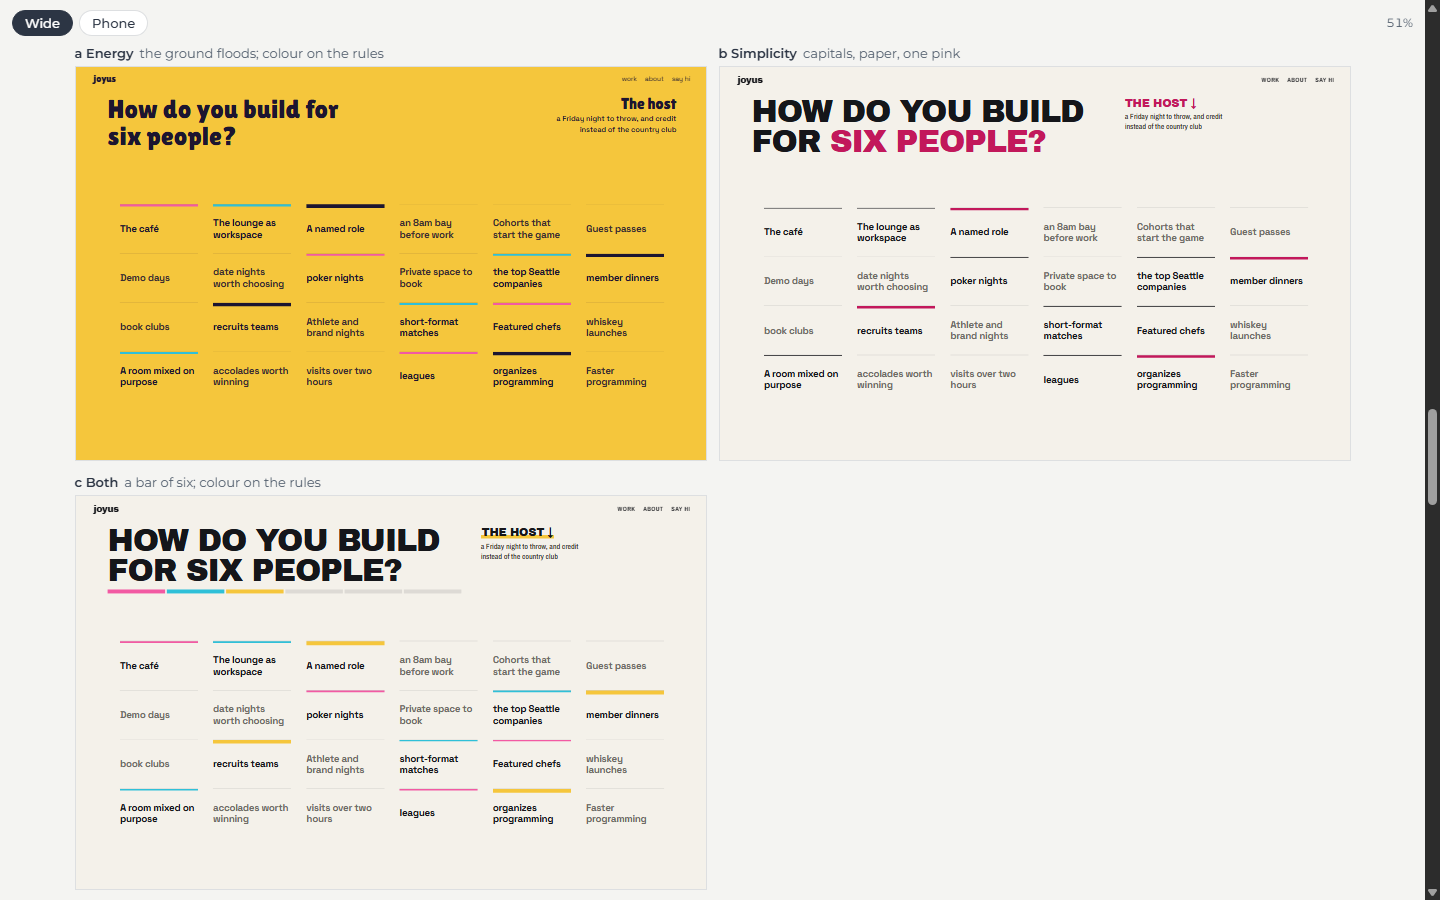 Wide
Phone
51%
a Energy the ground floods; colour on the rules
joyus
work about say hi
How do you build for
six people?
The host
a Friday night to throw, and credit
instead of the country club
The café
The lounge as
workspace
A named role
an 8am bay
before work
Cohorts that
start the game
Guest passes
Demo days
date nights
worth choosing
poker nights
Private space to
book
the top Seattle
companies
member dinners
book clubs
recruits teams
Athlete and
brand nights
short-format
matches
Featured chefs
whiskey
launches
A room mixed on
purpose
accolades worth
winning
visits over two
hours
leagues
organizes
programming
Faster
programming
b Simplicity capitals, paper, one pink
joyus
WORK ABOUT SAY HI
HOW DO YOU BUILD
FOR SIX PEOPLE?
THE HOST ↓
a Friday night to throw, and credit
instead of the country club
The café
The lounge as
workspace
A named role
an 8am bay
before work
Cohorts that
start the game
Guest passes
Demo days
date nights
worth choosing
poker nights
Private space to
book
the top Seattle
companies
member dinners
book clubs
recruits teams
Athlete and
brand nights
short-format
matches
Featured chefs
whiskey
launches
A room mixed on
purpose
accolades worth
winning
visits over two
hours
leagues
organizes
programming
Faster
programming
c Both a bar of six; colour on the rules
joyus
WORK ABOUT SAY HI
HOW DO YOU BUILD
FOR SIX PEOPLE?
THE HOST ↓
a Friday night to throw, and credit
instead of the country club
The café
The lounge as
workspace
A named role
an 8am bay
before work
Cohorts that
start the game
Guest passes
Demo days
date nights
worth choosing
poker nights
Private space to
book
the top Seattle
companies
member dinners
book clubs
recruits teams
Athlete and
brand nights
short-format
matches
Featured chefs
whiskey
launches
A room mixed on
purpose
accolades worth
winning
visits over two
hours
leagues
organizes
programming
Faster
programming